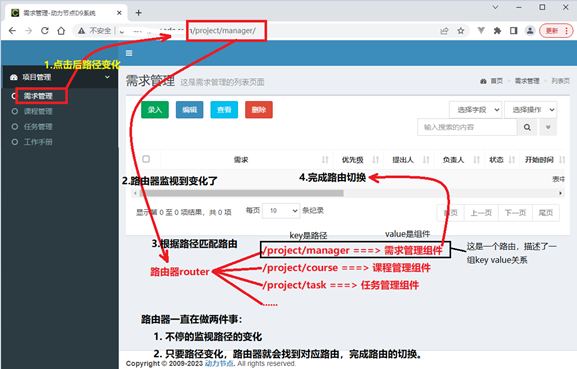 需求管理-动力节点D9系统
不安全
/project/manager/
更新
1.点击后路径变化
项目管理
需求管理
课程管理
任务管理
工作手册
需求管理 这是需求管理的列表页面
首页 > 需求管理 > 列表页
录入 编辑 查看 删除
选择字段 选择操作
输入搜索的内容
需求 优先级 提出人 负责人 状态 开始时间
2.路由器监视到变化了
4.完成路由切换
表中
显示第 0 至 0 项结果，共 0 项 每页 10 条纪录
首页 上一页 下一页 尾页
key是路径 value是组件
3.根据路径匹配路由
/project/manager ===> 需求管理组件
这是一个路由，描述了一组key value关系
路由器router
/project/course ===> 课程管理组件
/project/task ===> 任务管理组件
......
路由器一直在做两件事：
1. 不停的监视路径的变化
2. 只要路径变化，路由器就会找到对应路由，完成路由的切换。
Copyright © 2009-2023 动力节点. All rights reserved.